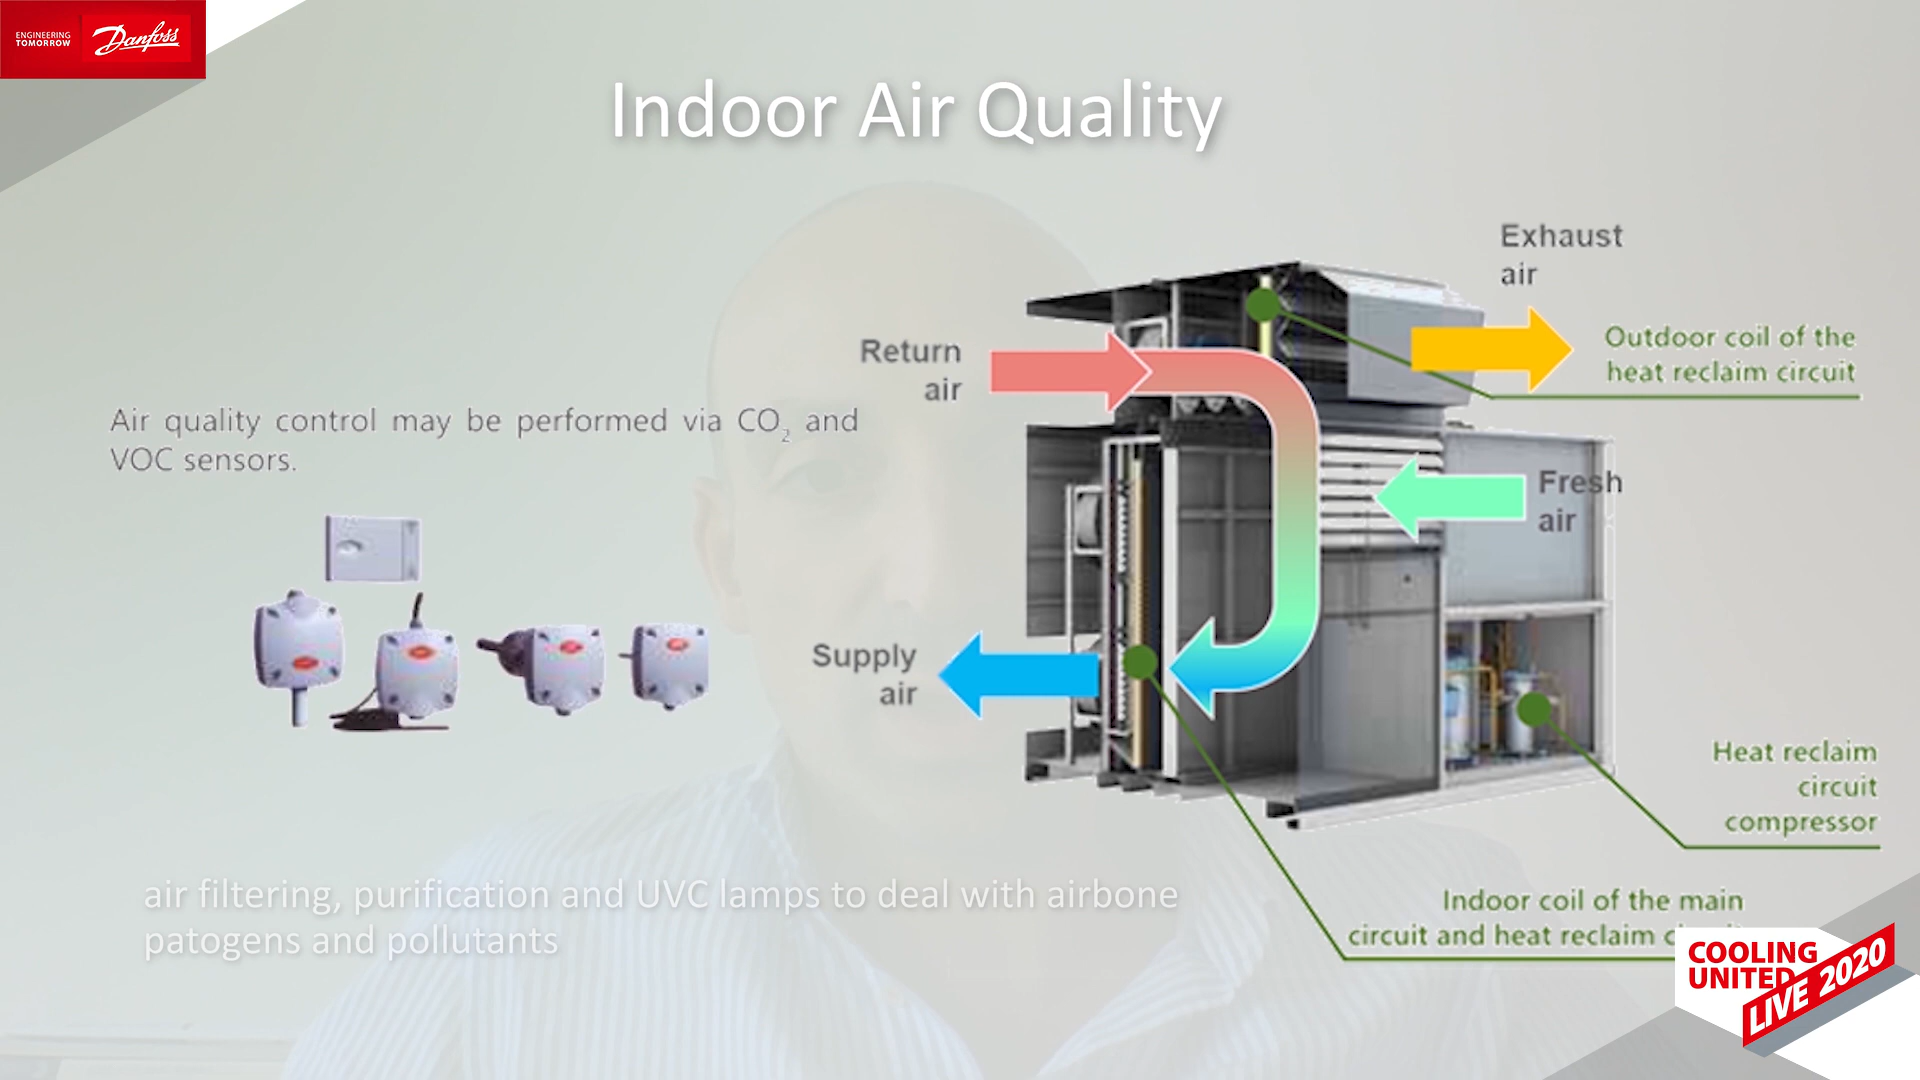 ENGINEERING
TOMORROW
Danfoss
Indoor Air Quality
Exhaust
air
Outdoor coil of the
heat reclaim circuit
Return
air
Air quality control may be performed via CO₂ and
VOC sensors.
Fresh
air
Supply
air
Heat reclaim
circuit
compressor
air filtering, purification and UVC lamps to deal with airbone
patogens and pollutants
Indoor coil of the main
circuit and heat reclaim
COOLING
UNITED
LIVE 2020